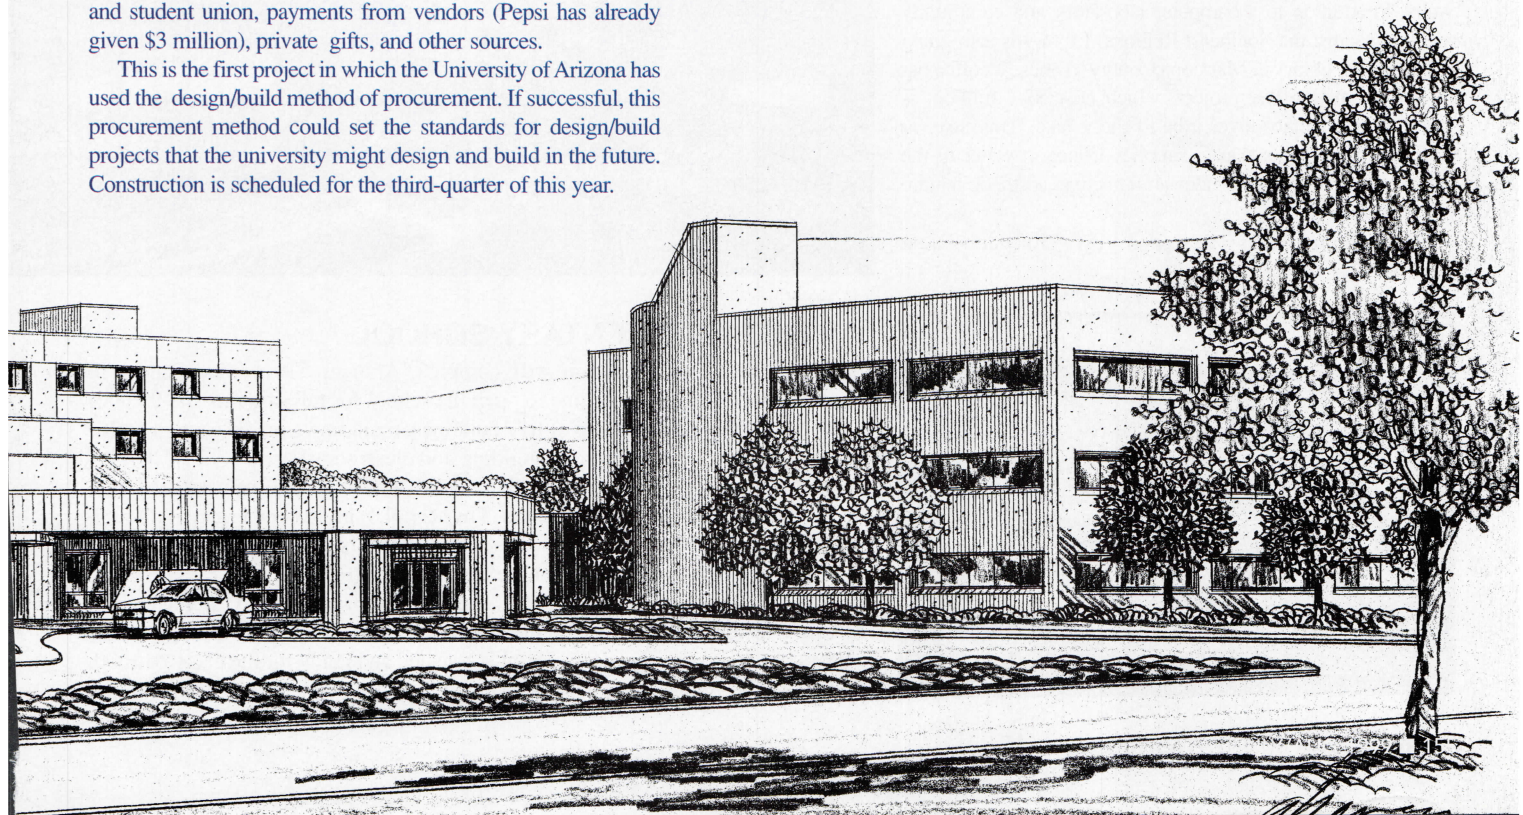 and student union, payments from vendors (Pepsi has already
given $3 million), private gifts, and other sources.
This is the first project in which the University of Arizona has
used the design/build method of procurement. If successful, this
procurement method could set the standards for design/build
projects that the university might design and build in the future.
Construction is scheduled for the third-quarter of this year.